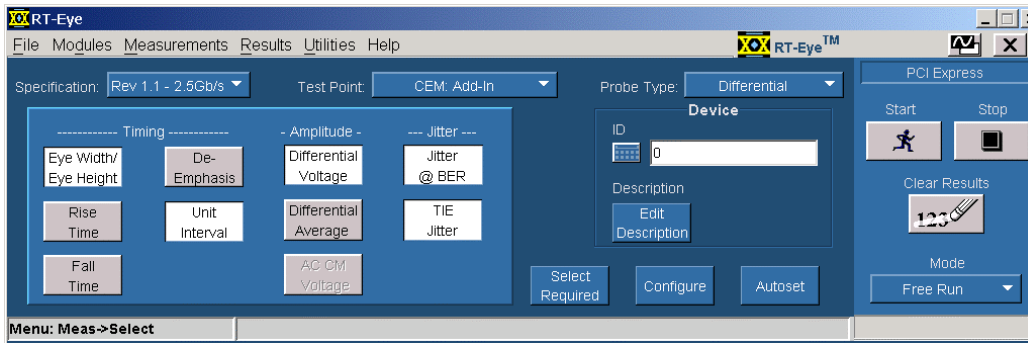 RT-Eye
File Modules Measurements Results Utilities Help
RT-Eye™
Specification: Rev 1.1 - 2.5Gb/s
Test Point: CEM: Add-In
Probe Type: Differential
------------ Timing ------------
- Amplitude -
--- Jitter ---
Eye Width/
Eye Height
De-
Emphasis
Differential
Voltage
Jitter
@ BER
Rise
Time
Unit
Interval
Differential
Average
TIE
Jitter
Fall
Time
AC CM
Voltage
Device
ID
0
Description
Edit
Description
Select
Required
Configure
Autoset
PCI Express
Start
Stop
Clear Results
123
Mode
Free Run
Menu: Meas->Select